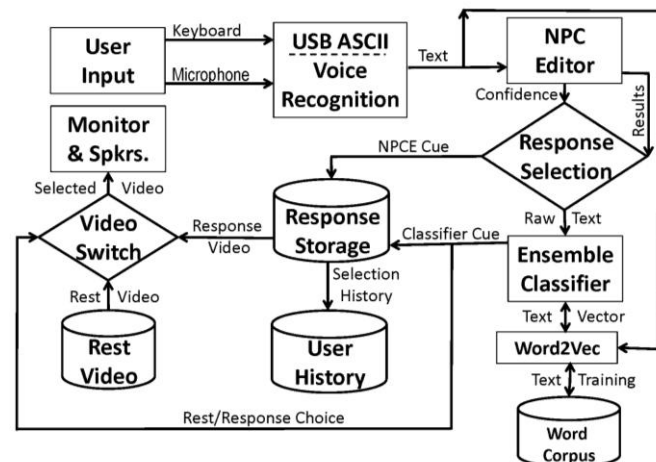 User
Input
Keyboard
Microphone
USB ASCII
Voice
Recognition
Text
NPC
Editor
Confidence
Results
Monitor
& Spkrs.
Selected Video
NPCE Cue
Response
Selection
Video
Switch
Response
Video
Response
Storage
Classifier Cue
Raw Text
Ensemble
Classifier
Selection
History
Rest Video
Rest
Video
User
History
Text Vector
Word2Vec
Text Training
Rest/Response Choice
Word
Corpus